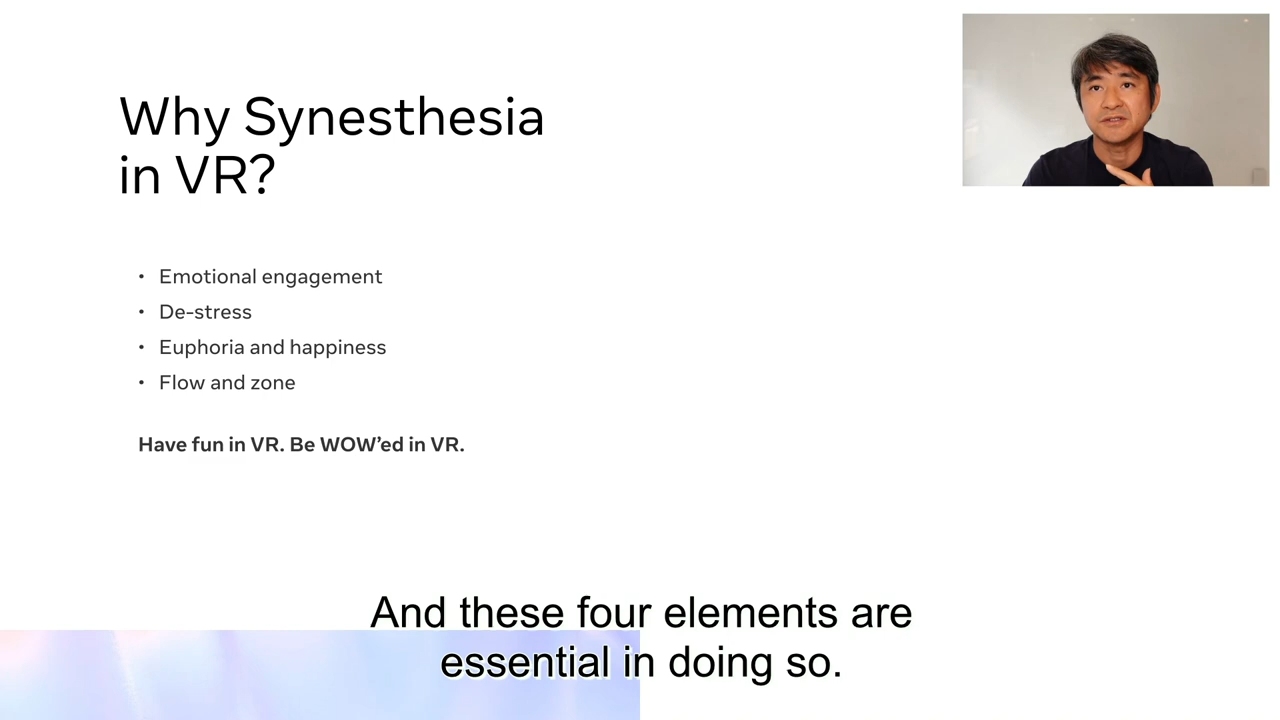 Why Synesthesia
in VR?
• Emotional engagement
• De-stress
• Euphoria and happiness
• Flow and zone
Have fun in VR. Be WOW’ed in VR.
And these four elements are
essential in doing so.